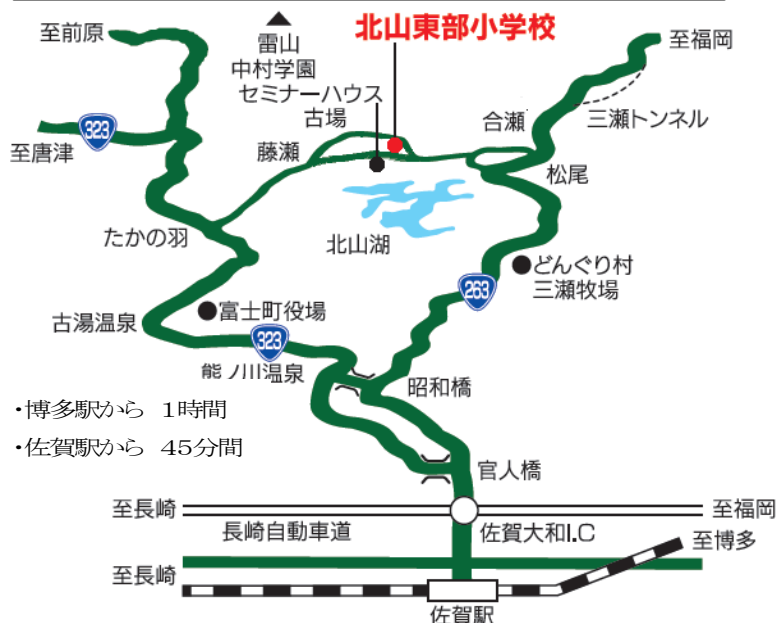 至前原
雷山
北山東部小学校
至福岡
中村学園
セミナーハウス
古場
合瀬
三瀬トンネル
323
至唐津
藤瀬
松尾
たかの羽
北山湖
どんぐり村
三瀬牧場
263
古湯温泉
富士町役場
323
熊ノ川温泉
昭和橋
・博多駅から 1時間
・佐賀駅から 45分間
官人橋
至長崎
至福岡
長崎自動車道
佐賀大和I.C
至博多
至長崎
佐賀駅